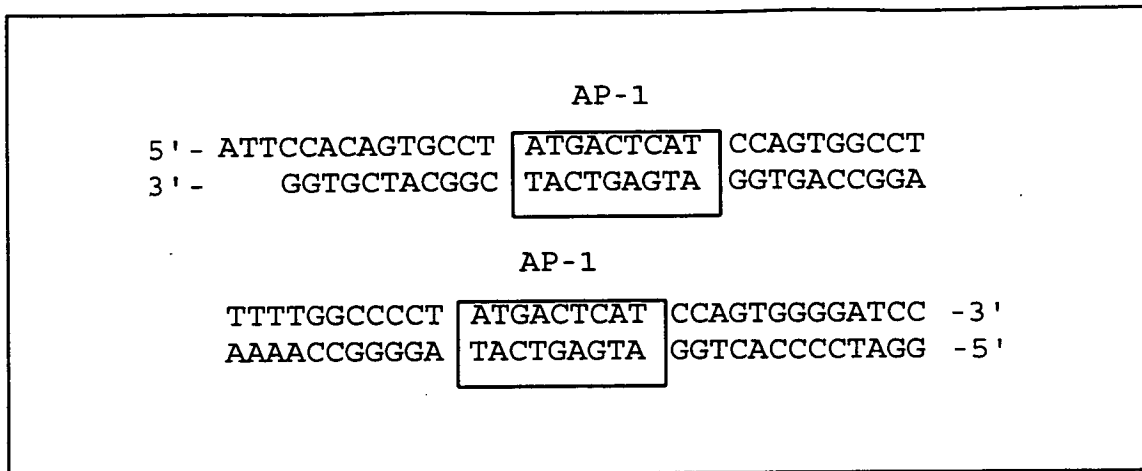 AP-1
5'- ATTCCACAGTGCCT ATGACTCAT CCAGTGGCCT
3'- GGTGCTACGGC TACTGAGTA GGTGACCGGA
AP-1
TTTTGGCCCCT ATGACTCAT CCAGTGGGGATCC -3'
AAAACCGGGGA TACTGAGTA GGTCACCCCTAGG -5'